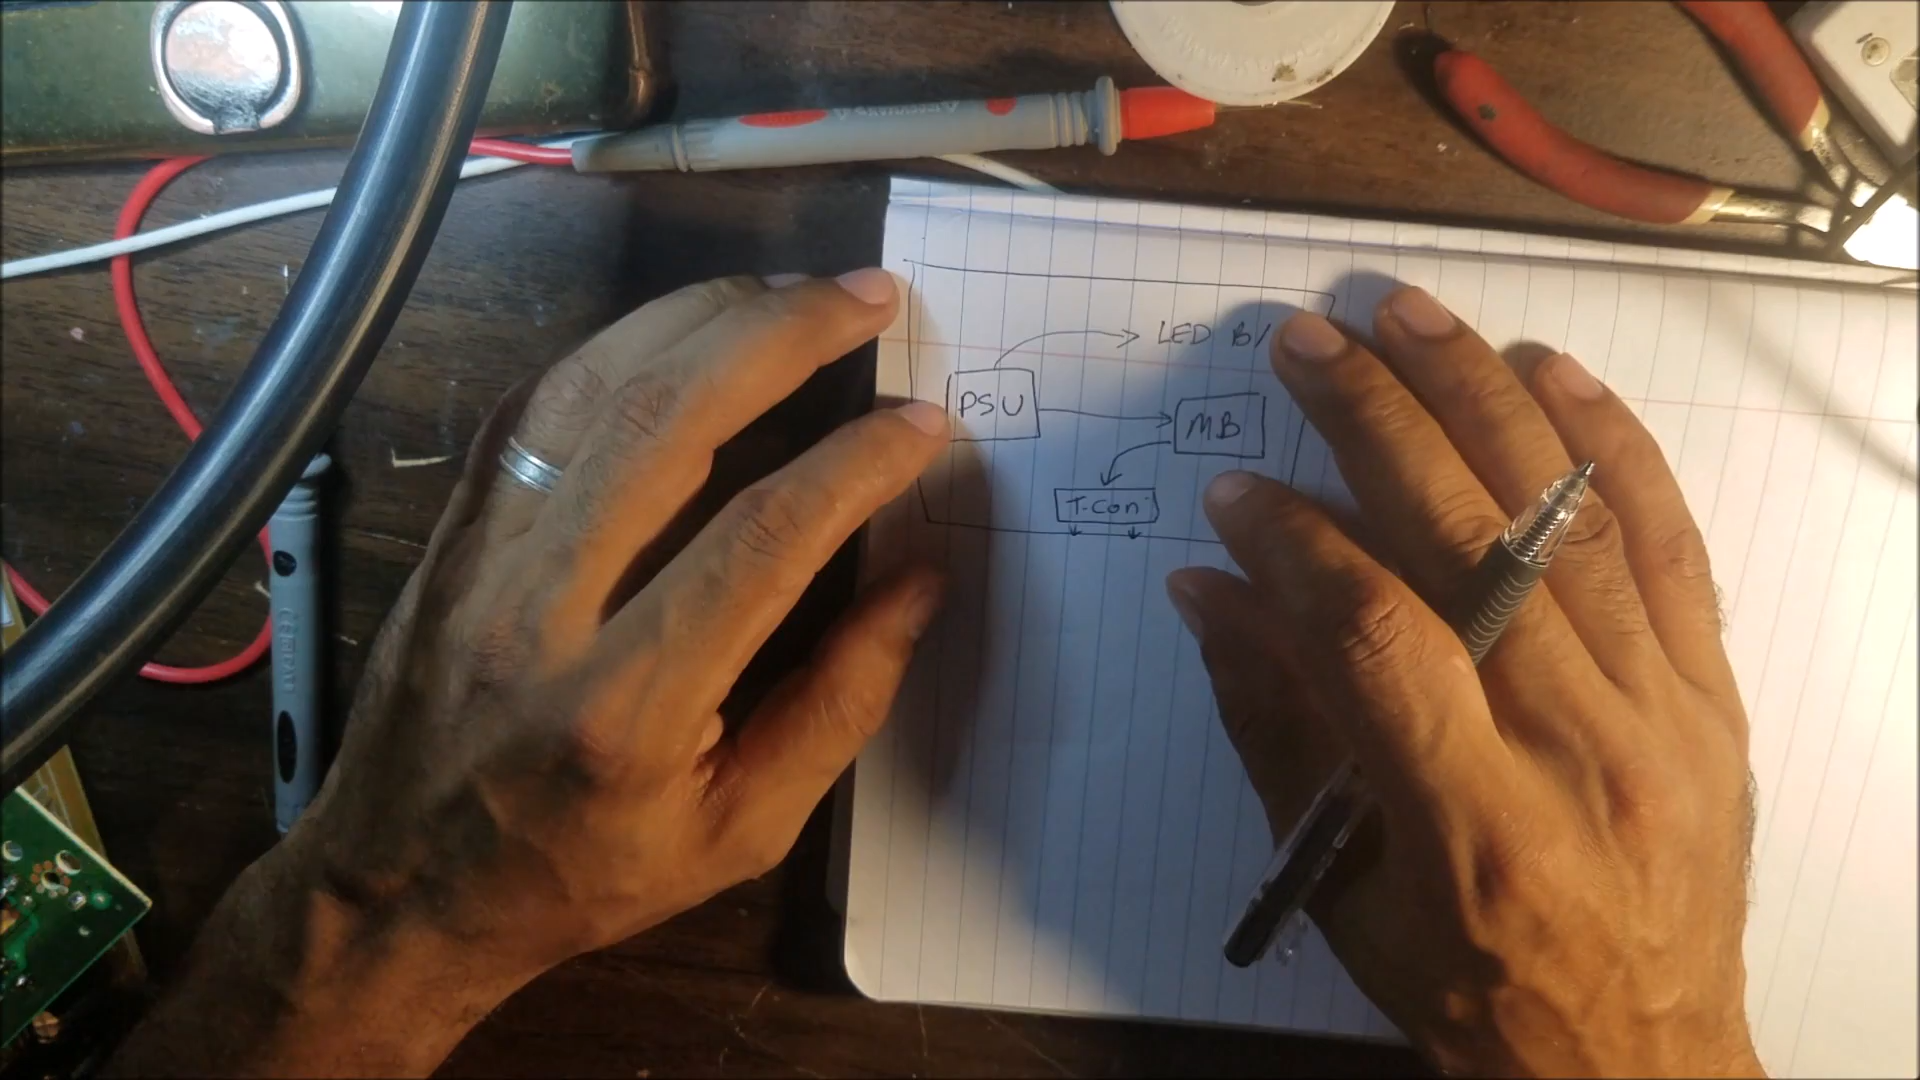 LED B/
PSU
MB
T-Con